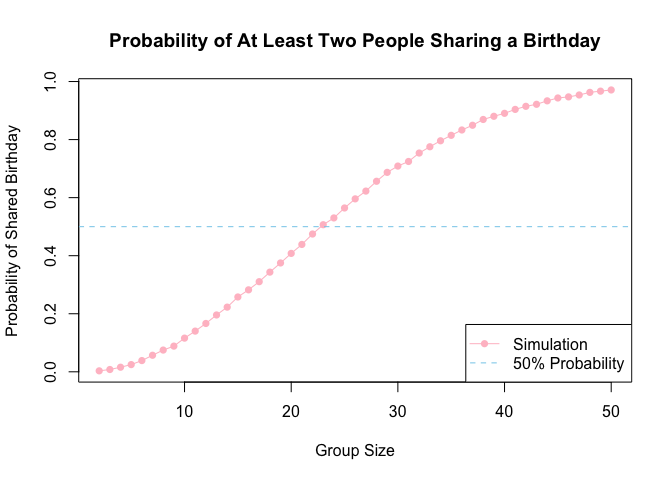 Probability of At Least Two People Sharing a Birthday
Probability of Shared Birthday
1.0
0.8
0.6
0.4
0.2
0.0
Simulation
50% Probability
10 20 30 40 50
Group Size